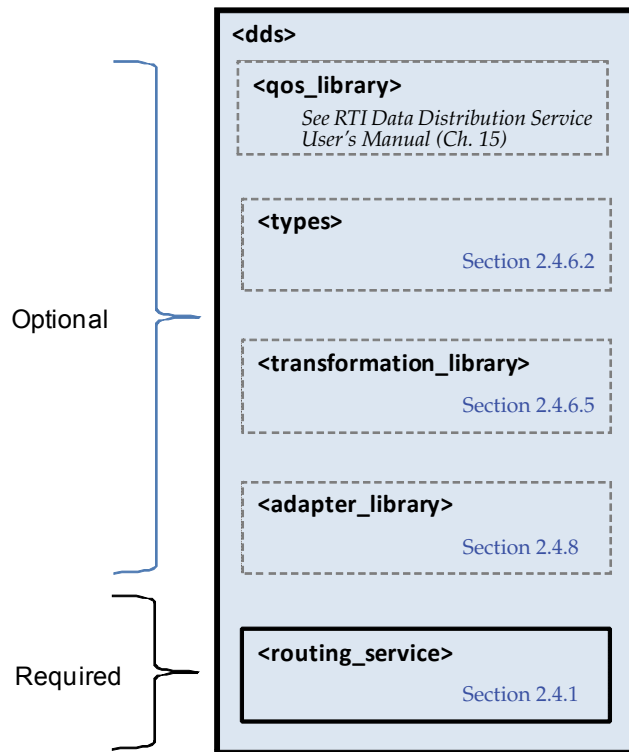 <dds>
<qos_library>
See RTI Data Distribution Service
User's Manual (Ch. 15)
<types>
Section 2.4.6.2
Optional
<transformation_library>
Section 2.4.6.5
<adapter_library>
Section 2.4.8
<routing_service>
Required
Section 2.4.1